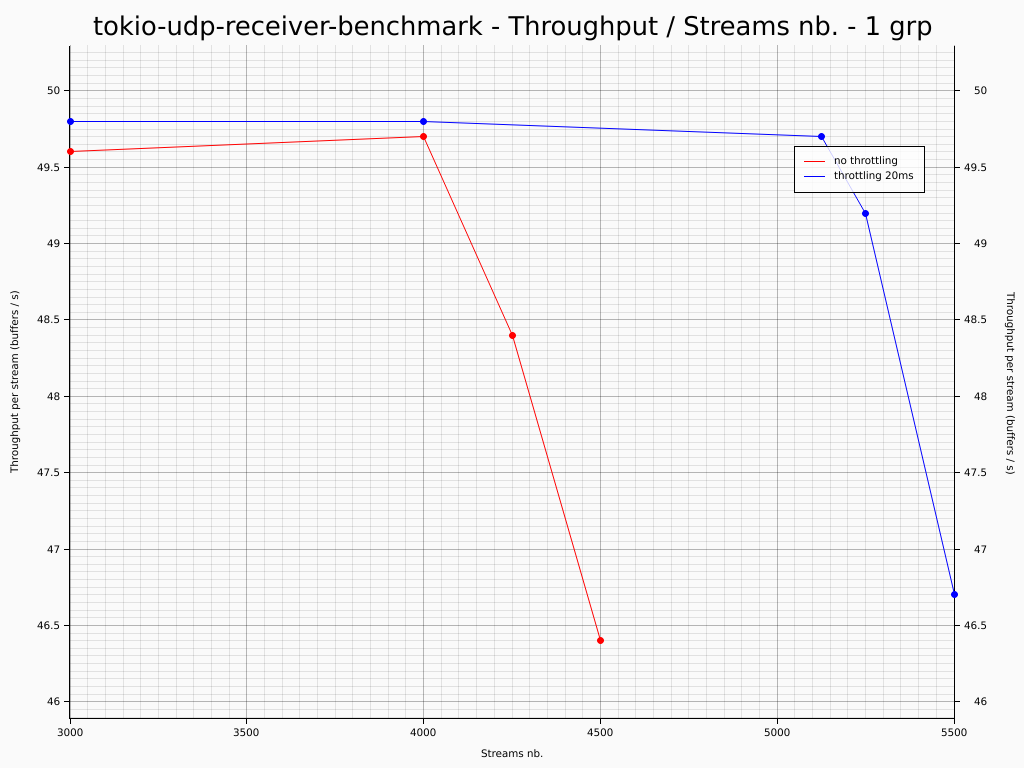 tokio-udp-receiver-benchmark - Throughput / Streams nb. - 1 grp
50
50
49.5
49.5
no throttling
throttling 20ms
49
49
48.5
48.5
Throughput per stream (buffers / s)
Throughput per stream (buffers / s)
48
48
47.5
47.5
47
47
46.5
46.5
46
46
3000 3500 4000 4500 5000 5500
Streams nb.